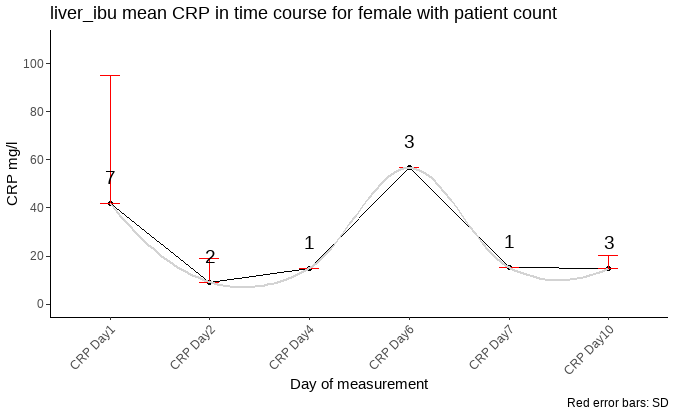 liver_ibu mean CRP in time course for female with patient count
CRP mg/l
100
80
60
40
20
0
7
2
1
3
1
3
CRP Day1
CRP Day2
CRP Day4
CRP Day6
CRP Day7
CRP Day10
Day of measurement
Red error bars: SD